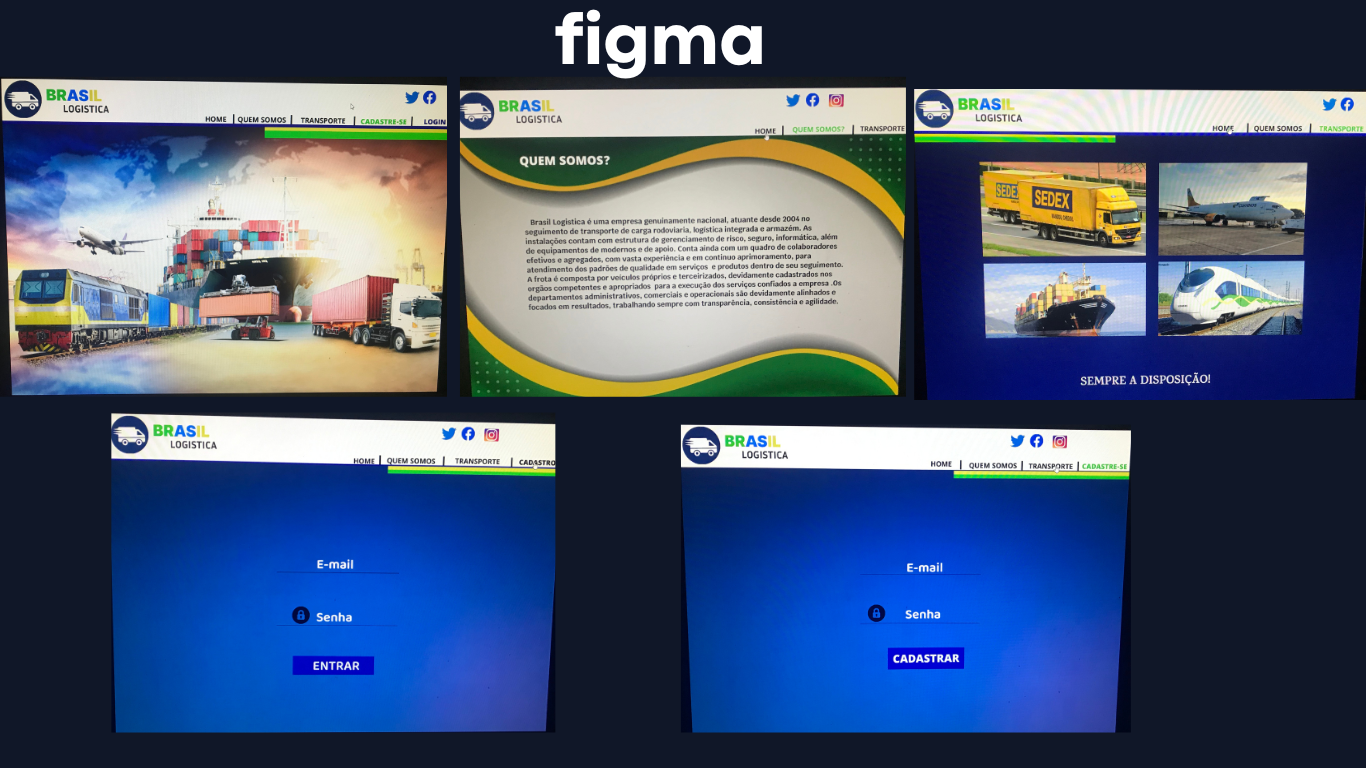 figma
BRASIL
LOGISTICA
HOME | QUEM SOMOS | TRANSPORTE | CADASTRE-SE | LOGIN
BRASIL
LOGISTICA
HOME | QUEM SOMOS? | TRANSPORTE
QUEM SOMOS?
Brasil Logistica é uma empresa genuinamente nacional, atuante desde 2004 no
seguimento de transporte de carga rodoviaria, logística integrada e armazém. As
instalações contam com estrutura de gerenciamento de risco, seguro, informática, além
de equipamentos de modernos e de apoio. Conta ainda com um quadro de colaboradores
efetivos e agregados, com vasta experiência e em contínuo aprimoramento, para
atendimento dos padrões de qualidade em serviços e produtos dentro de seu seguimento.
A frota é composta por veiculos próprios e terceirizados, devidamente cadastrados nos
orgãos competentes e apropriados para a execução dos serviços confiados a empresa .Os
departamentos administrativos, comerciais e operacionais são devidamente alinhados e
focados em resultados, trabalhando sempre com transparência, consistência e agilidade.
BRASIL
LOGISTICA
HOME | QUEM SOMOS | TRANSPORTE
SEDEX
SEDEX
SEMPRE A DISPOSIÇÃO!
BRASIL
LOGISTICA
HOME | QUEM SOMOS | TRANSPORTE | CADASTRO
E-mail
Senha
ENTRAR
BRASIL
LOGISTICA
HOME | QUEM SOMOS | TRANSPORTE | CADASTRE-SE
E-mail
Senha
CADASTRAR